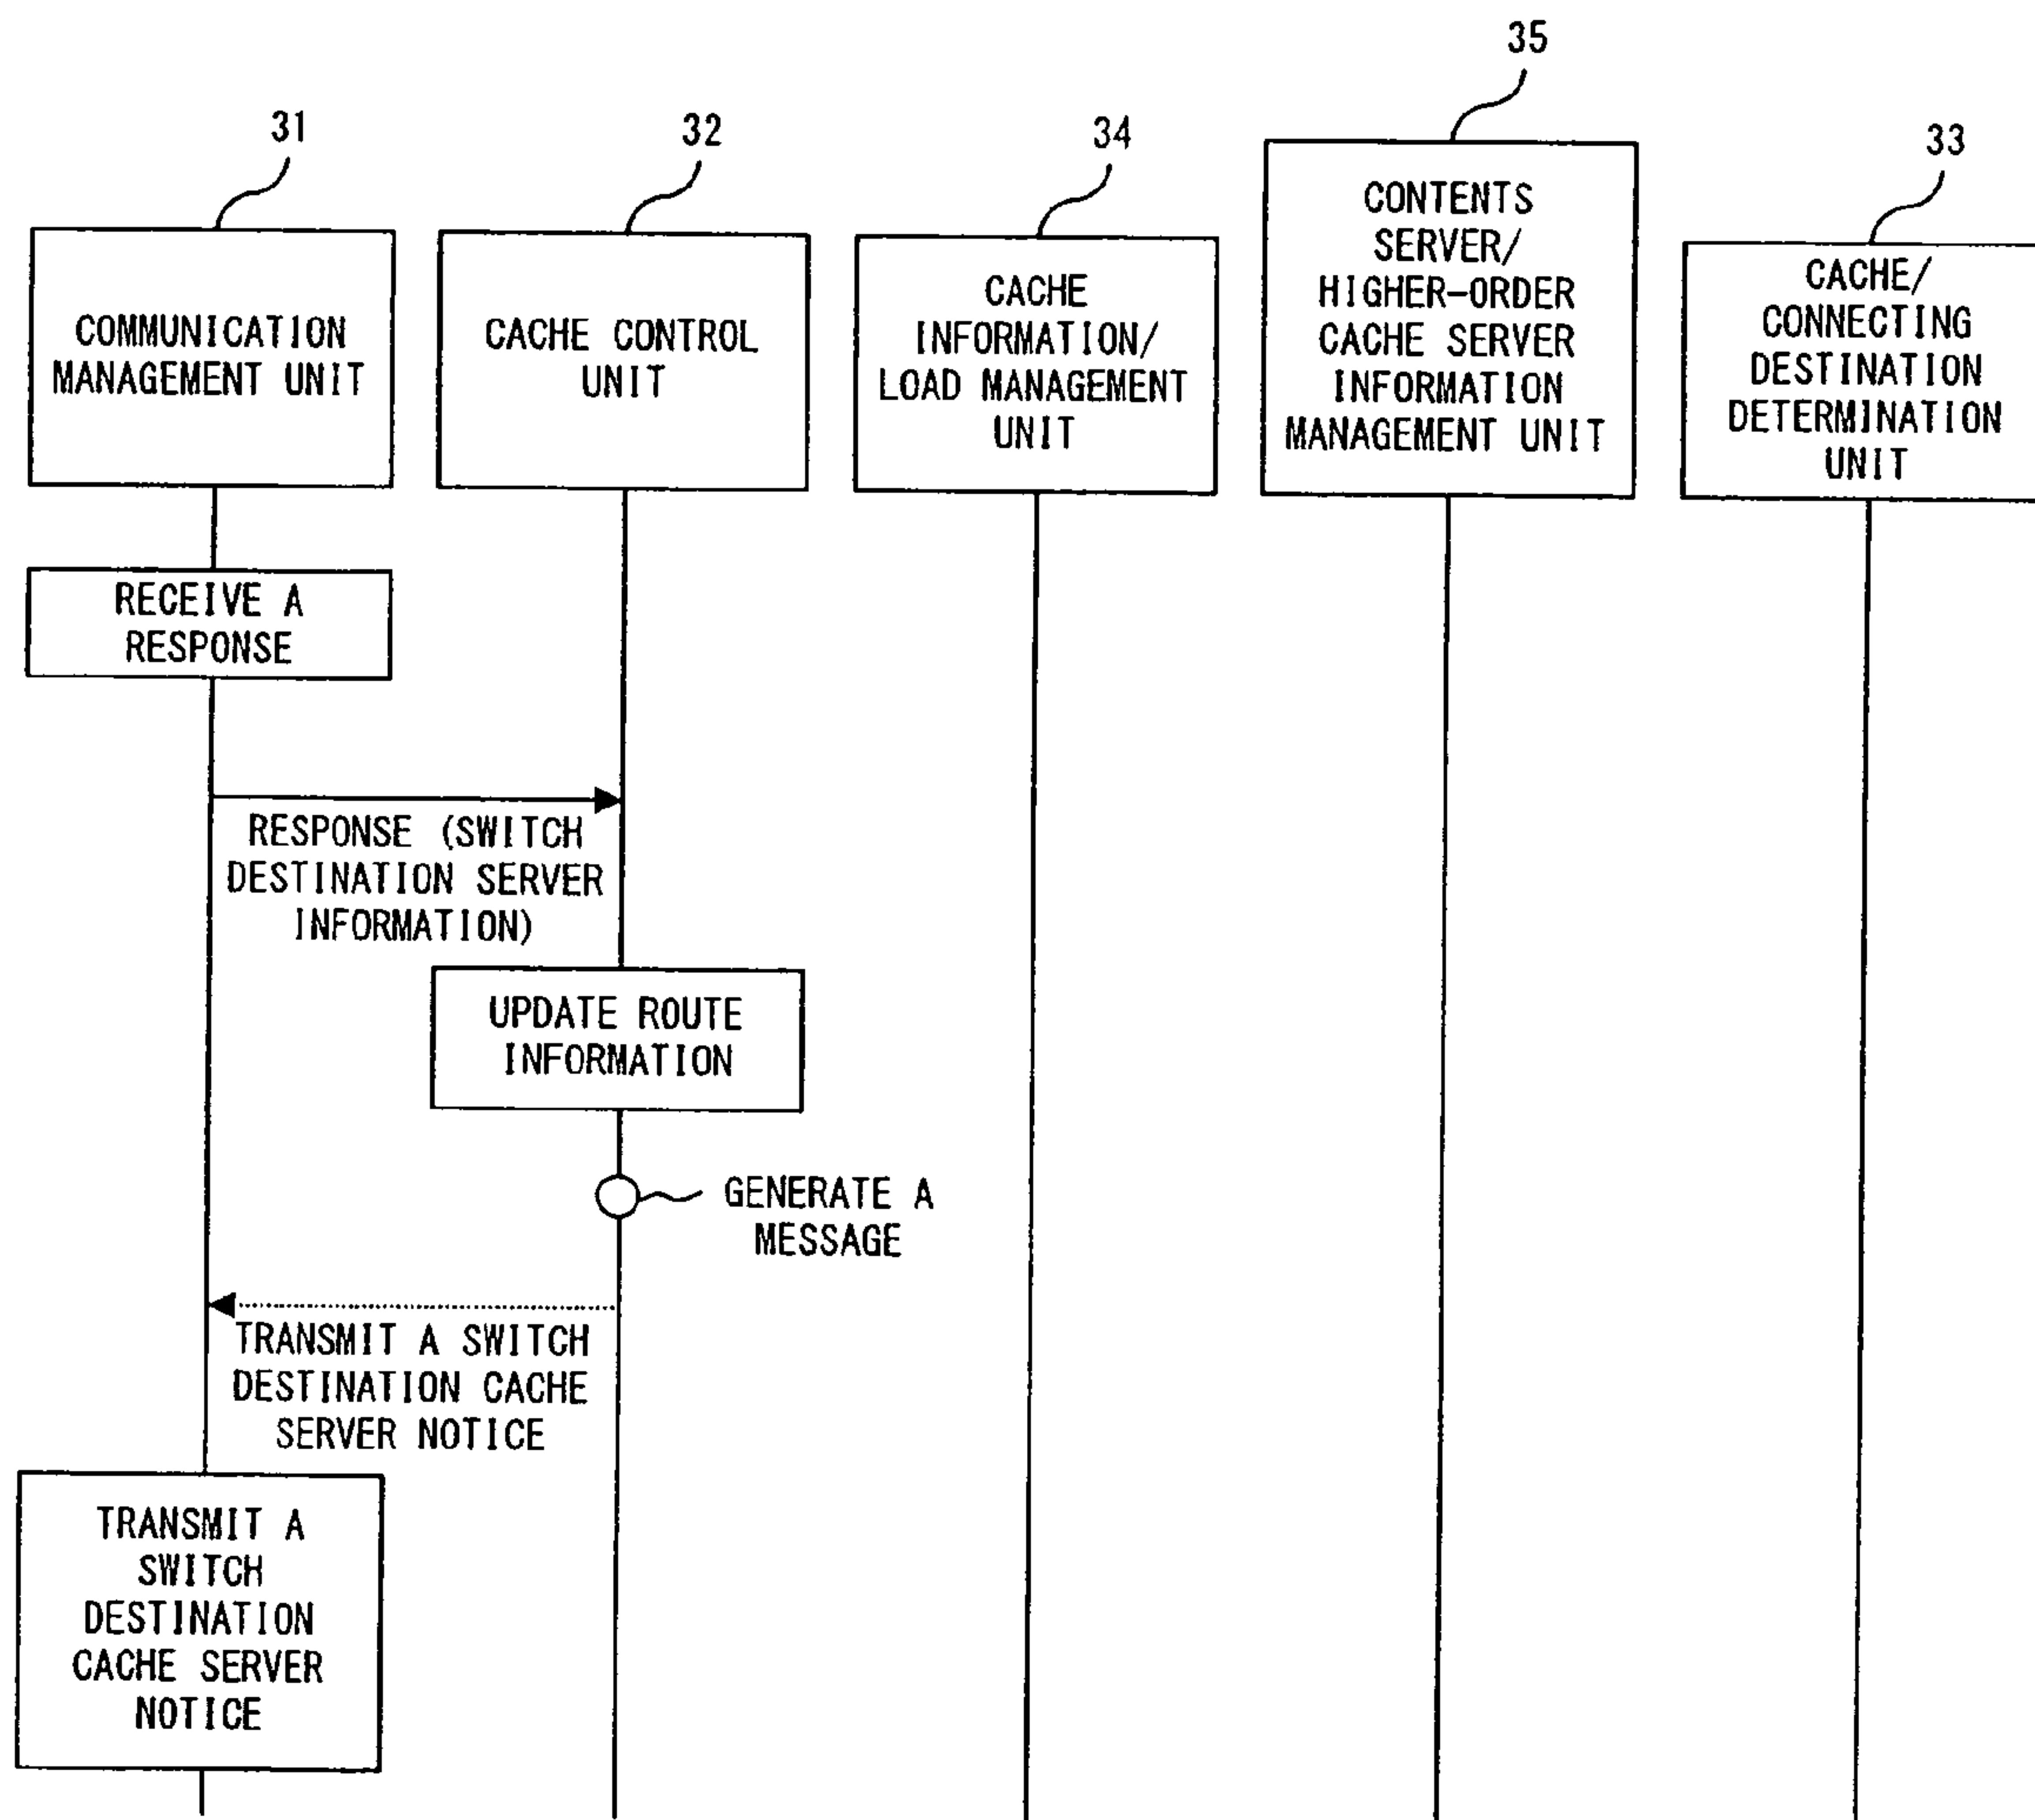 35
31
32
34
33
COMMUNICATION
MANAGEMENT UNIT
CACHE CONTROL
UNIT
CACHE
INFORMATION/
LOAD MANAGEMENT
UNIT
CONTENTS
SERVER/
HIGHER-ORDER
CACHE SERVER
INFORMATION
MANAGEMENT UNIT
CACHE/
CONNECTING
DESTINATION
DETERMINATION
UNIT
RECEIVE A
RESPONSE
RESPONSE (SWITCH
DESTINATION SERVER
INFORMATION)
UPDATE ROUTE
INFORMATION
GENERATE A
MESSAGE
TRANSMIT A SWITCH
DESTINATION CACHE
SERVER NOTICE
TRANSMIT A
SWITCH
DESTINATION
CACHE SERVER
NOTICE